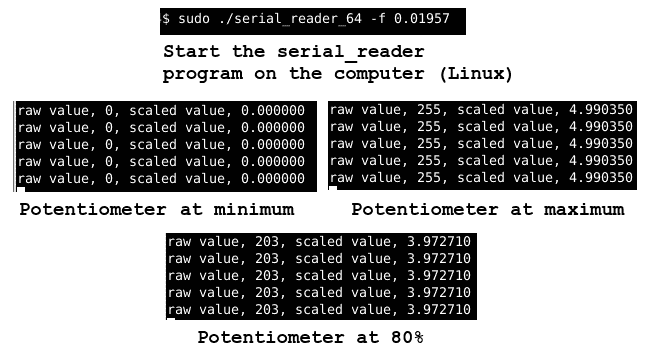 $ sudo ./serial_reader_64 -f 0.01957
Start the serial_reader
program on the computer (Linux)
raw value, 0, scaled value, 0.000000
raw value, 0, scaled value, 0.000000
raw value, 0, scaled value, 0.000000
raw value, 0, scaled value, 0.000000
raw value, 0, scaled value, 0.000000
Potentiometer at minimum
raw value, 255, scaled value, 4.990350
raw value, 255, scaled value, 4.990350
raw value, 255, scaled value, 4.990350
raw value, 255, scaled value, 4.990350
raw value, 255, scaled value, 4.990350
Potentiometer at maximum
raw value, 203, scaled value, 3.972710
raw value, 203, scaled value, 3.972710
raw value, 203, scaled value, 3.972710
raw value, 203, scaled value, 3.972710
raw value, 203, scaled value, 3.972710
Potentiometer at 80%